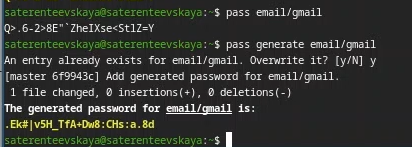 saterenteevskaya@saterenteevskaya:~$ pass email/gmail
Q>.6-2>8E"`ZheIXse<St1Z=Y
saterenteevskaya@saterenteevskaya:~$ pass generate email/gmail
An entry already exists for email/gmail. Overwrite it? [y/N] y
[master 6f9943c] Add generated password for email/gmail.
 1 file changed, 0 insertions(+), 0 deletions(-)
The generated password for email/gmail is:
.Ek#|v5H_TfA+Dw8:CHs:a.8d
saterenteevskaya@saterenteevskaya:~$